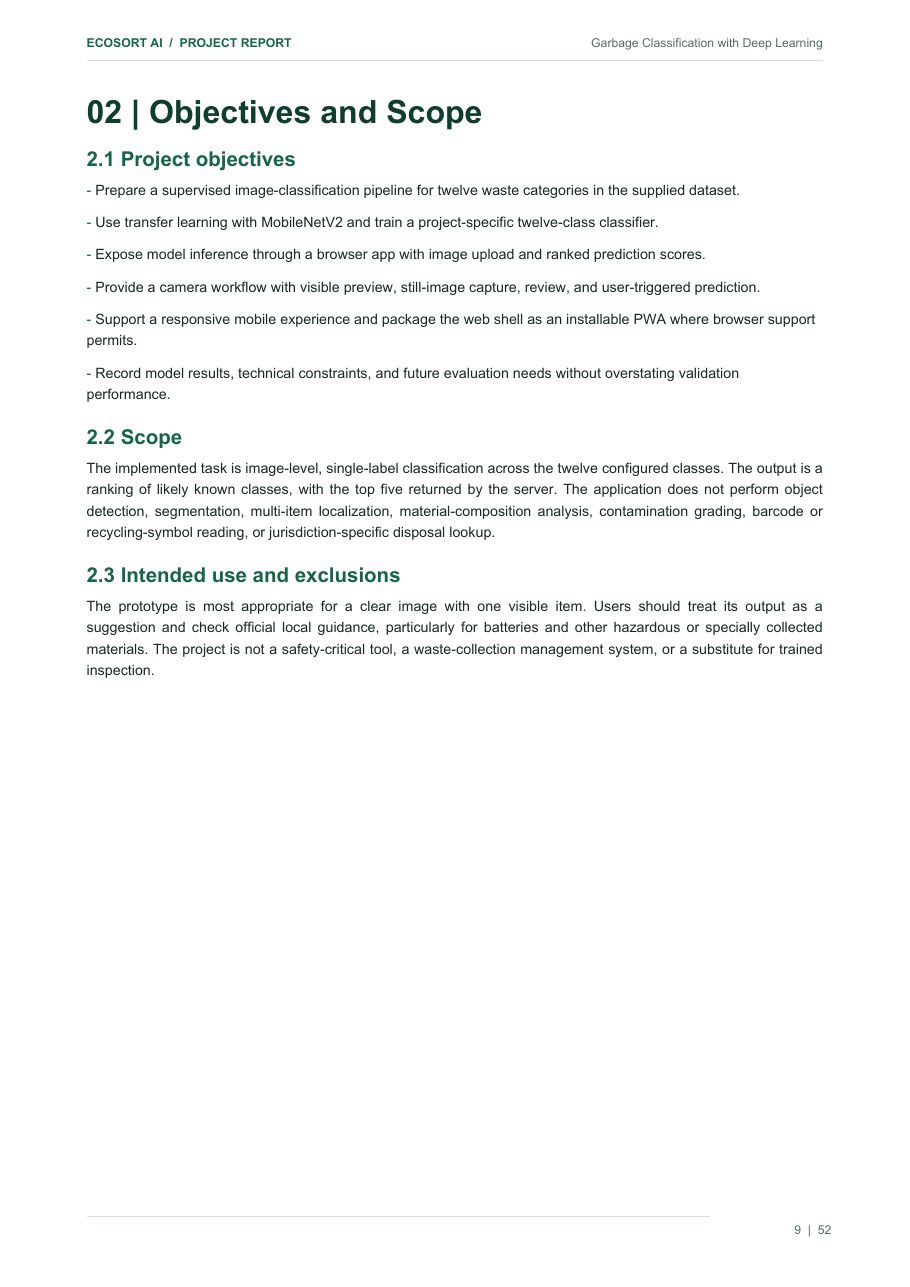 ECOSORT AI / PROJECT REPORT
Garbage Classification with Deep Learning
02 | Objectives and Scope
2.1 Project objectives
- Prepare a supervised image-classification pipeline for twelve waste categories in the supplied dataset.
- Use transfer learning with MobileNetV2 and train a project-specific twelve-class classifier.
- Expose model inference through a browser app with image upload and ranked prediction scores.
- Provide a camera workflow with visible preview, still-image capture, review, and user-triggered prediction.
- Support a responsive mobile experience and package the web shell as an installable PWA where browser support
permits.
- Record model results, technical constraints, and future evaluation needs without overstating validation
performance.
2.2 Scope
The implemented task is image-level, single-label classification across the twelve configured classes. The output is a
ranking of likely known classes, with the top five returned by the server. The application does not perform object
detection, segmentation, multi-item localization, material-composition analysis, contamination grading, barcode or
recycling-symbol reading, or jurisdiction-specific disposal lookup.
2.3 Intended use and exclusions
The prototype is most appropriate for a clear image with one visible item. Users should treat its output as a
suggestion and check official local guidance, particularly for batteries and other hazardous or specially collected
materials. The project is not a safety-critical tool, a waste-collection management system, or a substitute for trained
inspection.
9 | 52